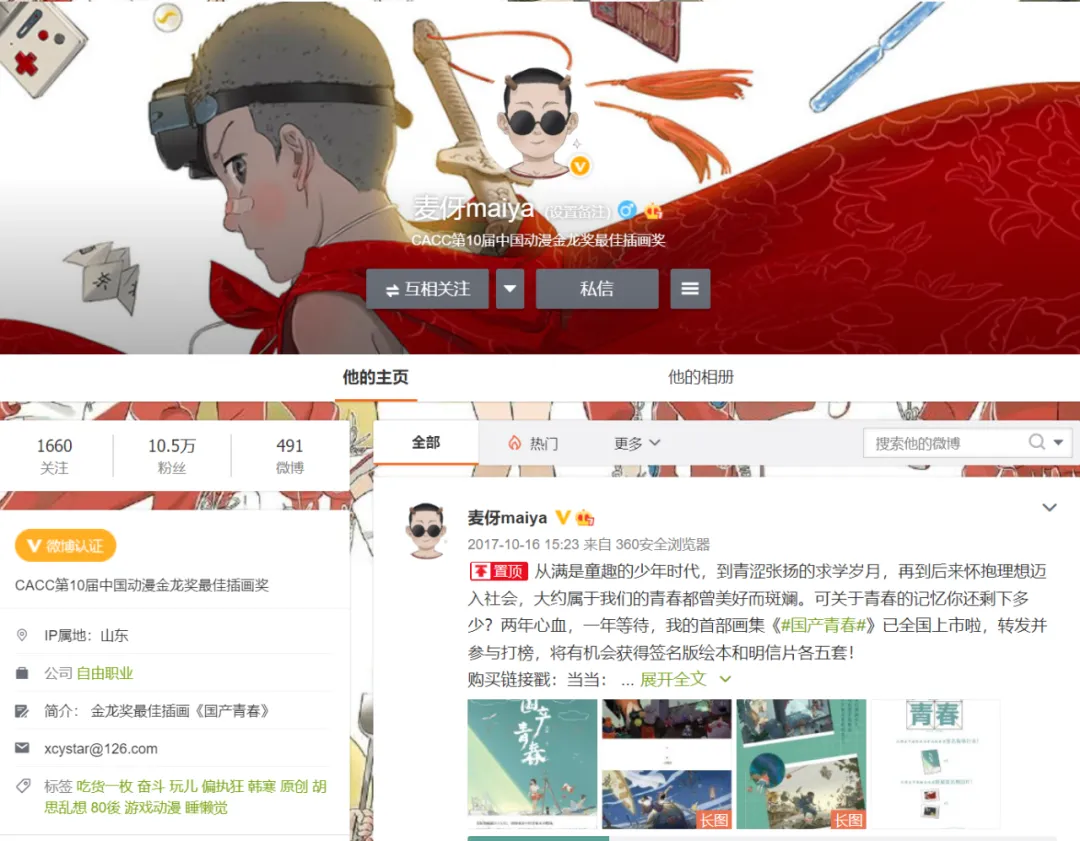 麦伢maiya (设置备注)
CACC第10届中国动漫金龙奖最佳插画奖
互相关注
私信
他的主页
他的相册
1660
10.5万
491
关注
粉丝
微博
全部
热门
更多
搜索他的微博
V 微博认证
CACC第10届中国动漫金龙奖最佳插画奖
IP属地：山东
公司 自由职业
简介： 金龙奖最佳插画《国产青春》
xcystar@126.com
标签 吃货一枚 奋斗 玩儿 偏执狂 韩寒 原创 胡
思乱想 80後 游戏动漫 睡懒觉
麦伢maiya
2017-10-16 15:23 来自 360安全浏览器
置顶 从满是童趣的少年时代，到青涩张扬的求学岁月，再到后来怀抱理想迈
入社会，大约属于我们的青春都曾美好而斑斓。可关于青春的记忆你还剩下多
少？两年心血，一年等待，我的首部画集《#国产青春#》已全国上市啦，转发并
参与打榜，将有机会获得签名版绘本和明信片各五套！
购买链接戳：当当： ... 展开全文
国产
青春
长图
长图
青春